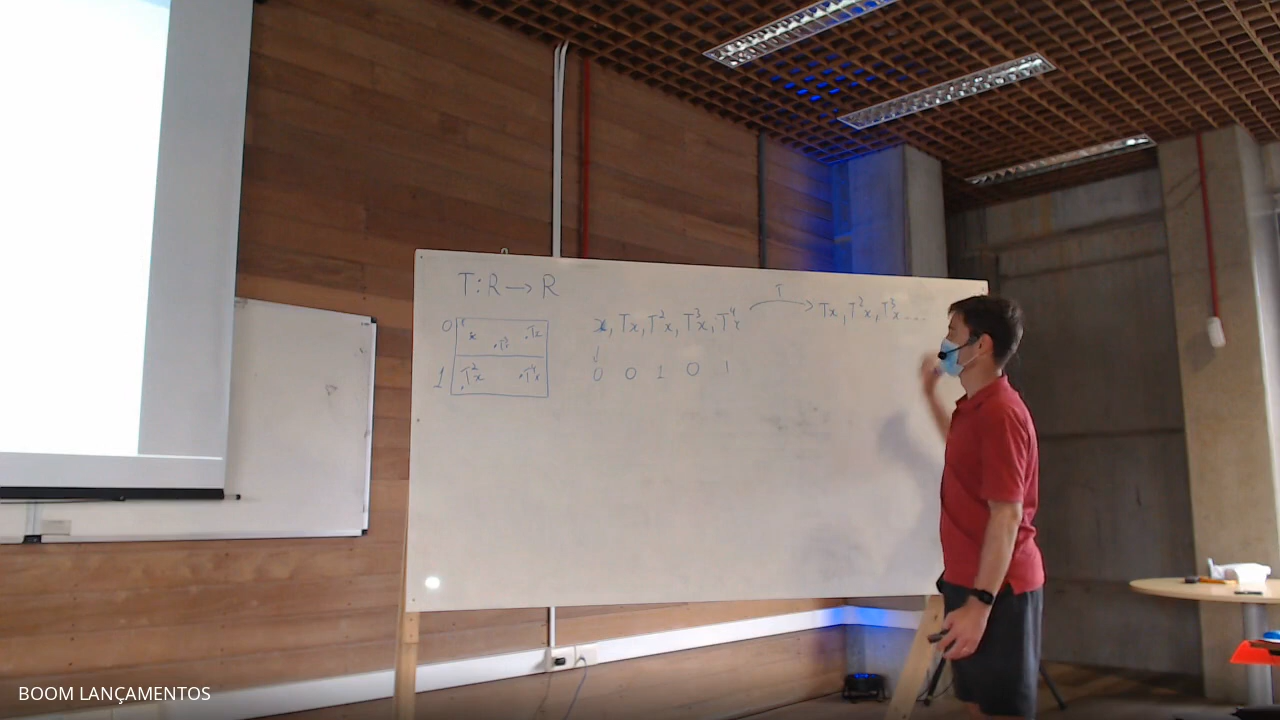 T: R → R
x, Tx, T²x, T³x, T⁴x
T
Tx, T²x, T³x ...
0
x
Tx
T³x
1
T²x
T⁴x
↓
0 0 1 0 1
BOOM LANÇAMENTOS